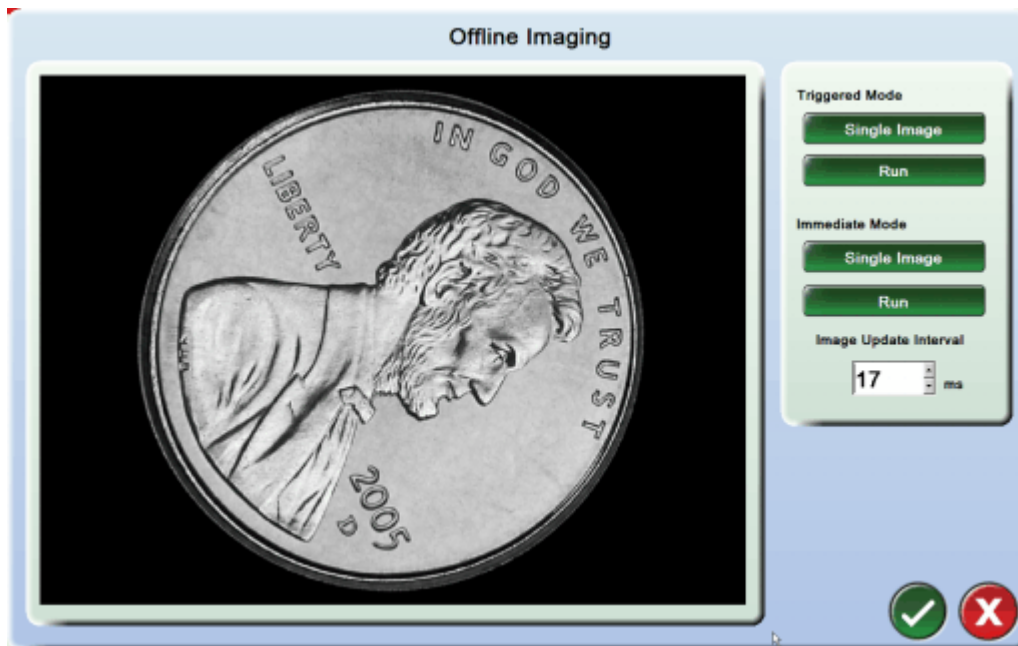 Offline Imaging
IN GOD WE TRUST
LIBERTY
2005
D
Triggered Mode
Single Image
Run
Immediate Mode
Single Image
Run
Image Update Interval
17 ms